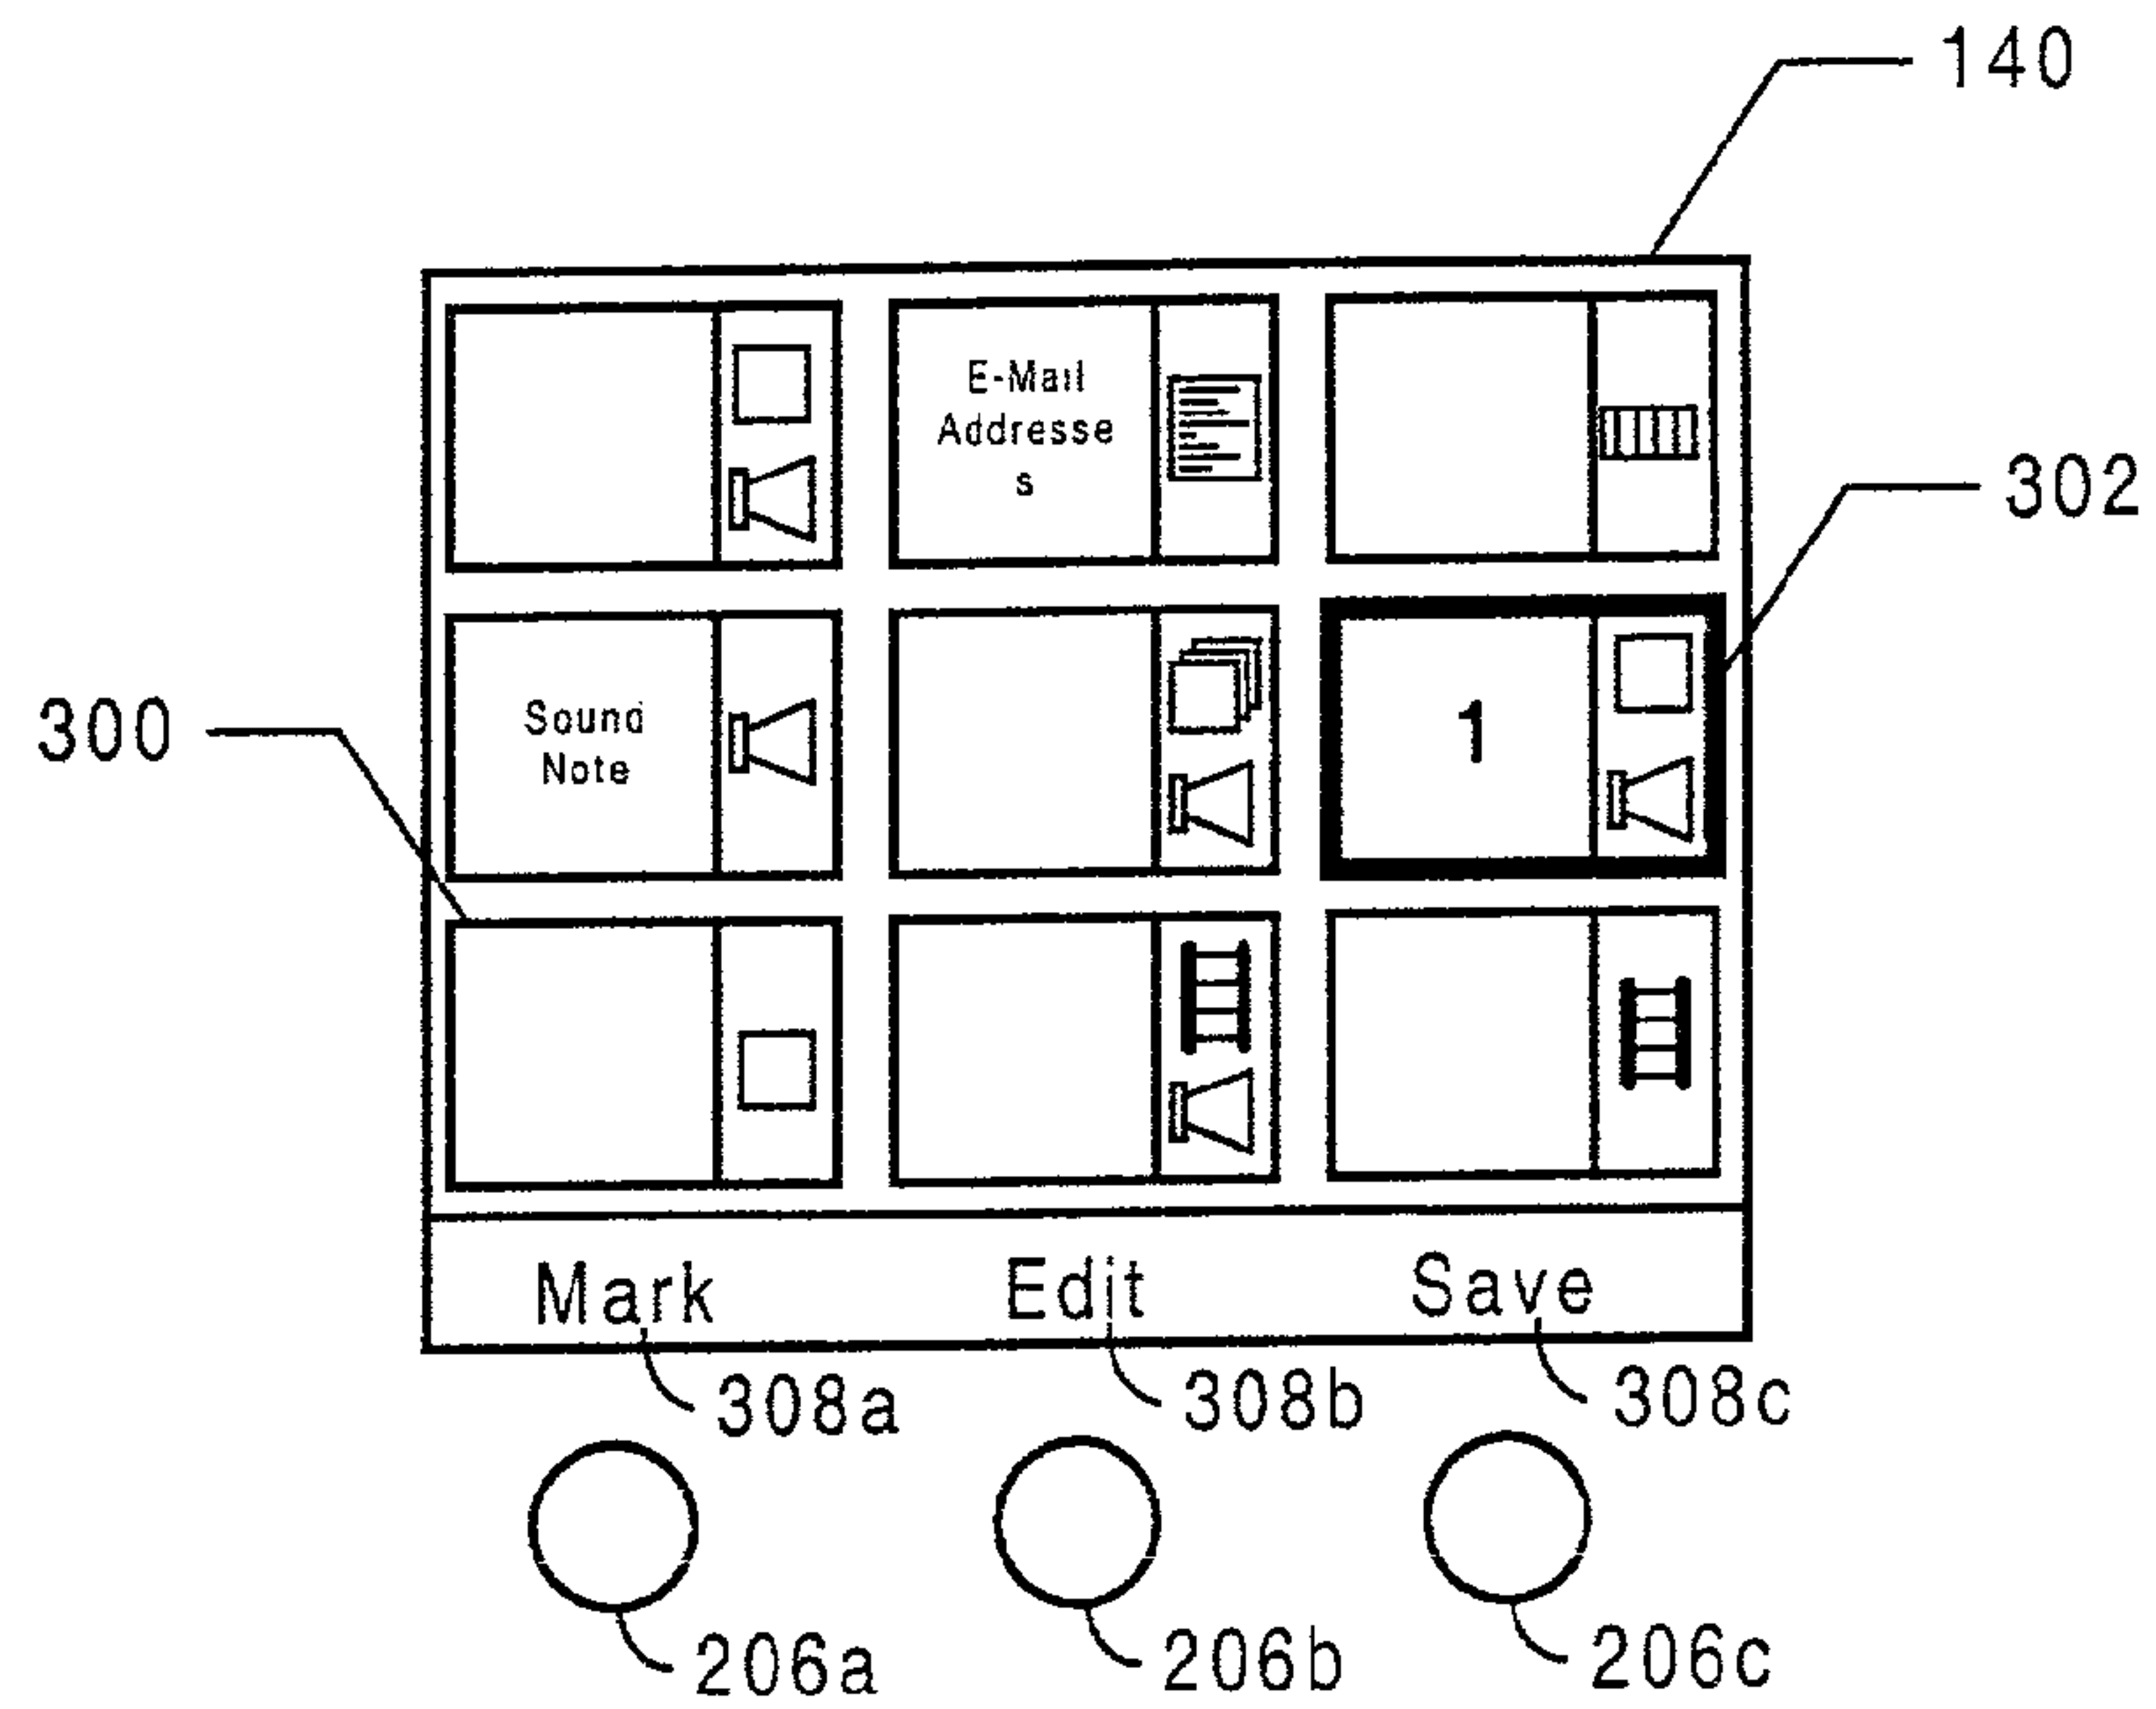 140
E-Mail
Addresse
s
302
300
Sound
Note
1
Mark Edit Save
308a 308b 308c
206a 206b 206c